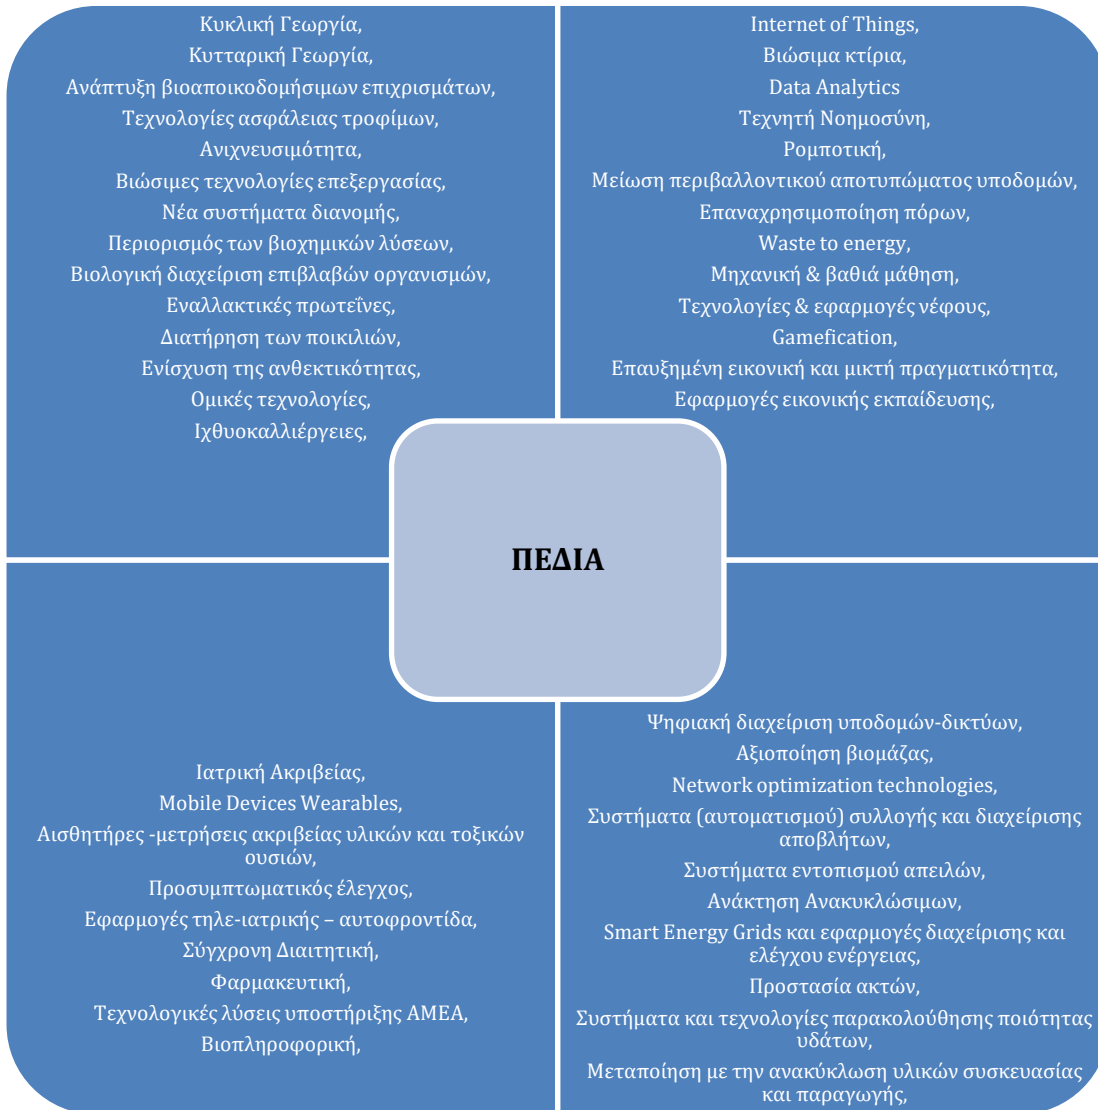 Κυκλική Γεωργία,
Κυτταρική Γεωργία,
Ανάπτυξη βιοαποικοδομήσιμων επιχρισμάτων,
Τεχνολογίες ασφάλειας τροφίμων,
Ανιχνευσιμότητα,
Βιώσιμες τεχνολογίες επεξεργασίας,
Νέα συστήματα διανομής,
Περιορισμός των βιοχημικών λύσεων,
Βιολογική διαχείριση επιβλαβών οργανισμών,
Εναλλακτικές πρωτεΐνες,
Διατήρηση των ποικιλιών,
Ενίσχυση της ανθεκτικότητας,
Ομικές τεχνολογίες,
Ιχθυοκαλλιέργειες,
Internet of Things,
Βιώσιμα κτίρια,
Data Analytics
Τεχνητή Νοημοσύνη,
Ρομποτική,
Μείωση περιβαλλοντικού αποτυπώματος υποδομών,
Επαναχρησιμοποίηση πόρων,
Waste to energy,
Μηχανική & βαθιά μάθηση,
Τεχνολογίες & εφαρμογές νέφους,
Gamefication,
Επαυξημένη εικονική και μικτή πραγματικότητα,
Εφαρμογές εικονικής εκπαίδευσης,
ΠΕΔΙΑ
Ιατρική Ακριβείας,
Mobile Devices Wearables,
Αισθητήρες -μετρήσεις ακριβείας υλικών και τοξικών
ουσιών,
Προσυμπτωματικός έλεγχος,
Εφαρμογές τηλε-ιατρικής – αυτοφροντίδα,
Σύγχρονη Διαιτητική,
Φαρμακευτική,
Τεχνολογικές λύσεις υποστήριξης ΑΜΕΑ,
Βιοπληροφορική,
Ψηφιακή διαχείριση υποδομών-δικτύων,
Αξιοποίηση βιομάζας,
Network optimization technologies,
Συστήματα (αυτοματισμού) συλλογής και διαχείρισης
αποβλήτων,
Συστήματα εντοπισμού απειλών,
Ανάκτηση Ανακυκλώσιμων,
Smart Energy Grids και εφαρμογές διαχείρισης και
ελέγχου ενέργειας,
Προστασία ακτών,
Συστήματα και τεχνολογίες παρακολούθησης ποιότητας
υδάτων,
Μεταποίηση με την ανακύκλωση υλικών συσκευασίας
και παραγωγής,